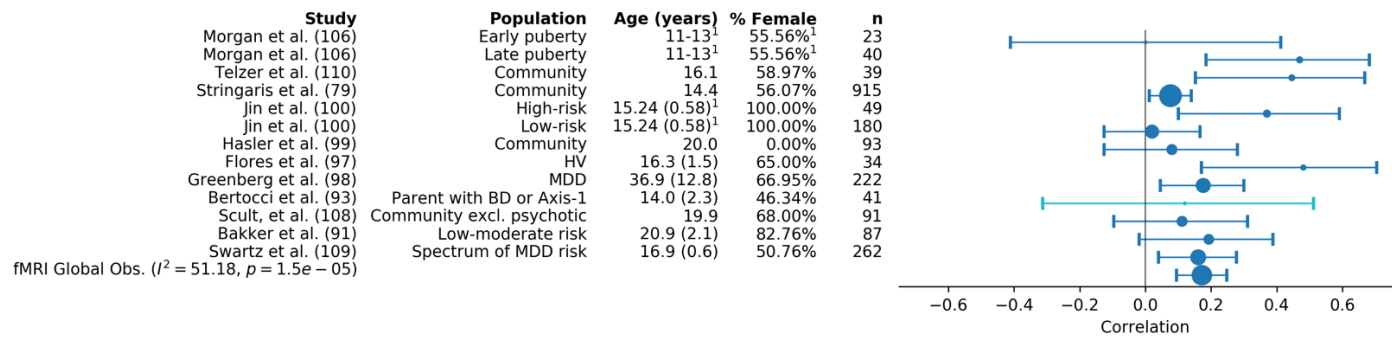 Study Population Age (years) % Female n
Morgan et al. (106) Early puberty 11-13¹ 55.56%¹ 23
Morgan et al. (106) Late puberty 11-13¹ 55.56%¹ 40
Telzer et al. (110) Community 16.1 58.97% 39
Stringaris et al. (79) Community 14.4 56.07% 915
Jin et al. (100) High-risk 15.24 (0.58)¹ 100.00% 49
Jin et al. (100) Low-risk 15.24 (0.58)¹ 100.00% 180
Hasler et al. (99) Community 20.0 0.00% 93
Flores et al. (97) HV 16.3 (1.5) 65.00% 34
Greenberg et al. (98) MDD 36.9 (12.8) 66.95% 222
Bertocci et al. (93) Parent with BD or Axis-1 14.0 (2.3) 46.34% 41
Scult, et al. (108) Community excl. psychotic 19.9 68.00% 91
Bakker et al. (91) Low-moderate risk 20.9 (2.1) 82.76% 87
Swartz et al. (109) Spectrum of MDD risk 16.9 (0.6) 50.76% 262
fMRI Global Obs. (I² = 51.18, p = 1.5e − 05)
−0.6 −0.4 −0.2 0.0 0.2 0.4 0.6
Correlation